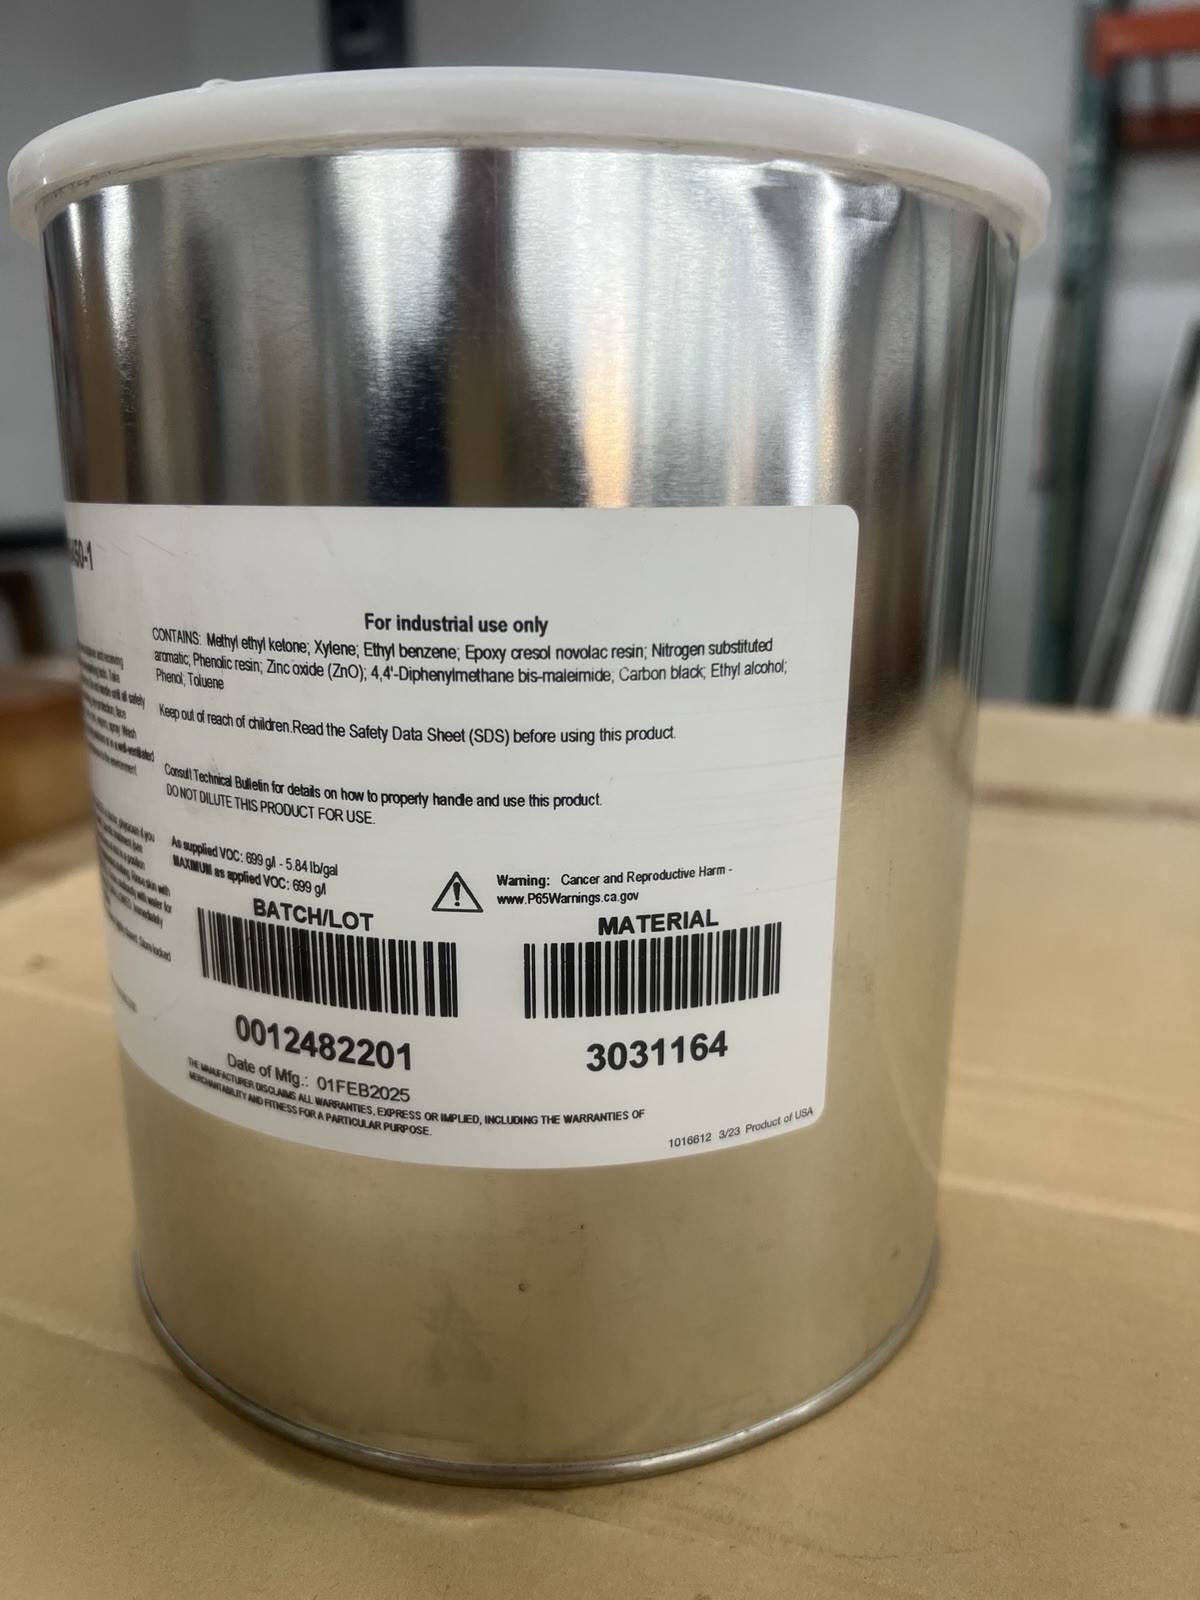 50-1
For industrial use only
CONTAINS: Methyl ethyl ketone; Xylene; Ethyl benzene; Epoxy cresol novolac resin; Nitrogen substituted
aromatic; Phenolic resin; Zinc oxide (ZnO); 4,4'-Diphenylmethane bis-maleimide, Carbon black; Ethyl alcohol;
Phenol; Toluene
Keep out of reach of children.Read the Safety Data Sheet (SDS) before using this product.
Consult Technical Bulletin for details on how to properly handle and use this product.
DO NOT DILUTE THIS PRODUCT FOR USE.
As supplied VOC: 699 g/l - 5.84 lb/gal
MAXIMUM as applied VOC: 699 g/l
Warning: Cancer and Reproductive Harm -
www.P65Warnings.ca.gov
BATCH/LOT
MATERIAL
0012482201
3031164
Date of Mfg.: 01FEB2025
THE MANUFACTURER DISCLAIMS ALL WARRANTIES, EXPRESS OR IMPLIED, INCLUDING THE WARRANTIES OF
MERCHANTABILITY AND FITNESS FOR A PARTICULAR PURPOSE.
1016612 3/23 Product of USA